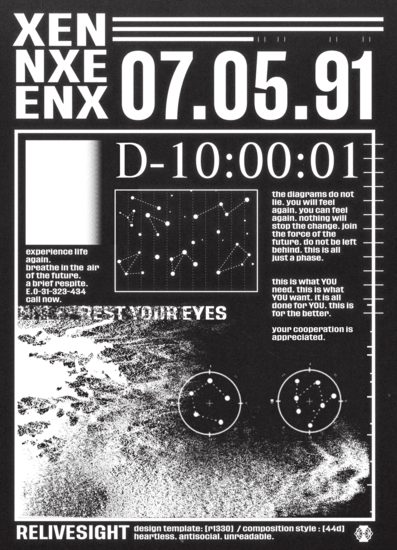 XEN
NXE
ENX
07.05.91
D-10:00:01
the diagrams do not
lie. you will feel
again. you can feel
again. nothing will
stop the change. join
the force of the
future. do not be left
behind. this is all
just a phase.
experience life
again.
breathe in the air
of the future.
a brief respite.
E.0-31-323-434
call now.
this is what YOU
need. this is what
YOU want. it is all
done for YOU. this is
for the better.
your cooperation is
appreciated.
REST YOUR EYES
RELIVESIGHT
design template: [r1330] / composition style : [44d]
heartless. antisocial. unreadable.